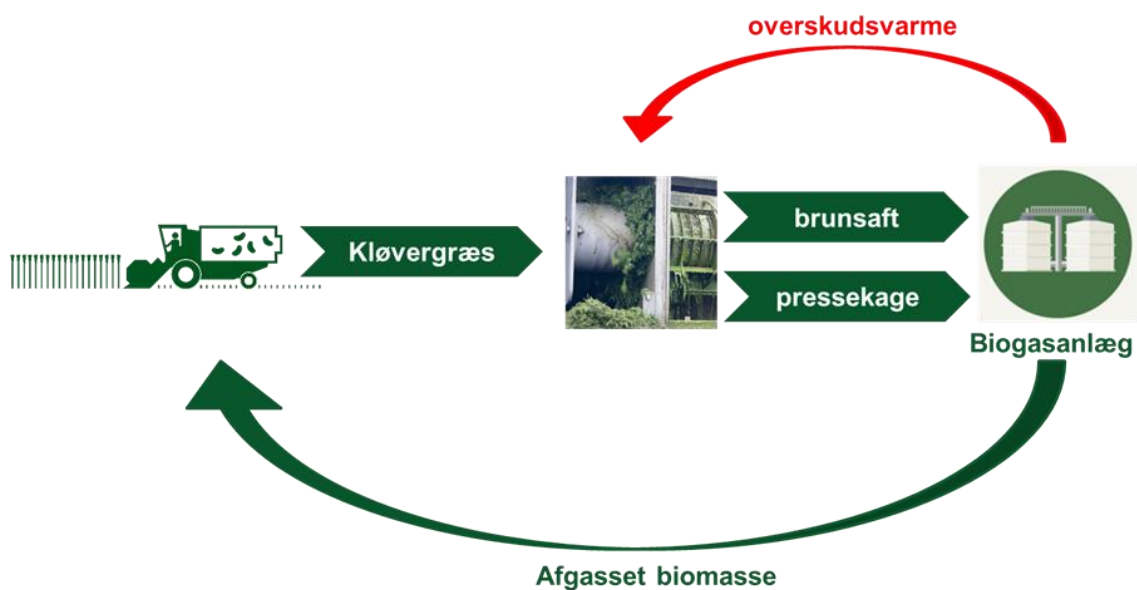 overskudsvarme
Kløvergræs
brunsaft
pressekage
Biogasanlæg
Afgasset biomasse